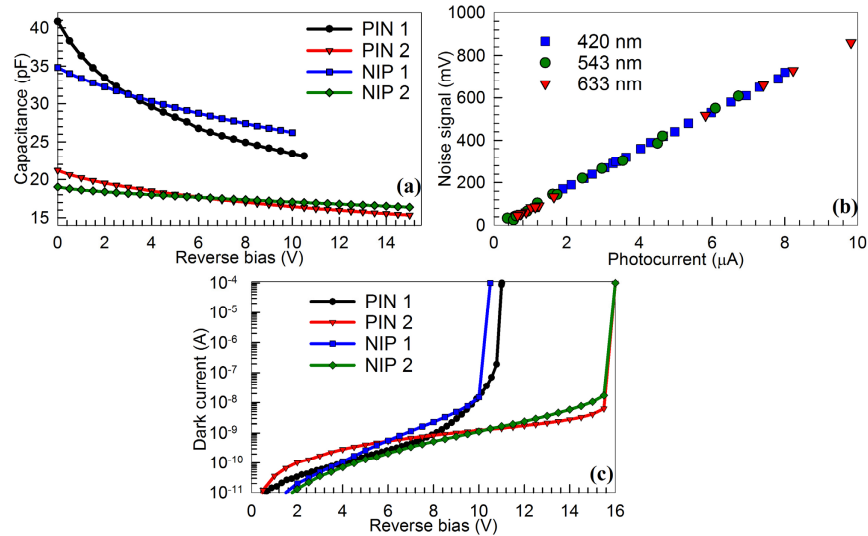 40
35
30
25
20
15
Capacitance (pF)
PIN 1
PIN 2
NIP 1
NIP 2
(a)
0 2 4 6 8 10 12 14
Reverse bias (V)
1000
800
600
400
200
0
Noise signal (mV)
420 nm
543 nm
633 nm
(b)
0 2 4 6 8 10
Photocurrent (μA)
10⁻⁴
10⁻⁵
10⁻⁶
10⁻⁷
10⁻⁸
10⁻⁹
10⁻¹⁰
10⁻¹¹
Dark current (A)
PIN 1
PIN 2
NIP 1
NIP 2
(c)
0 2 4 6 8 10 12 14 16
Reverse bias (V)